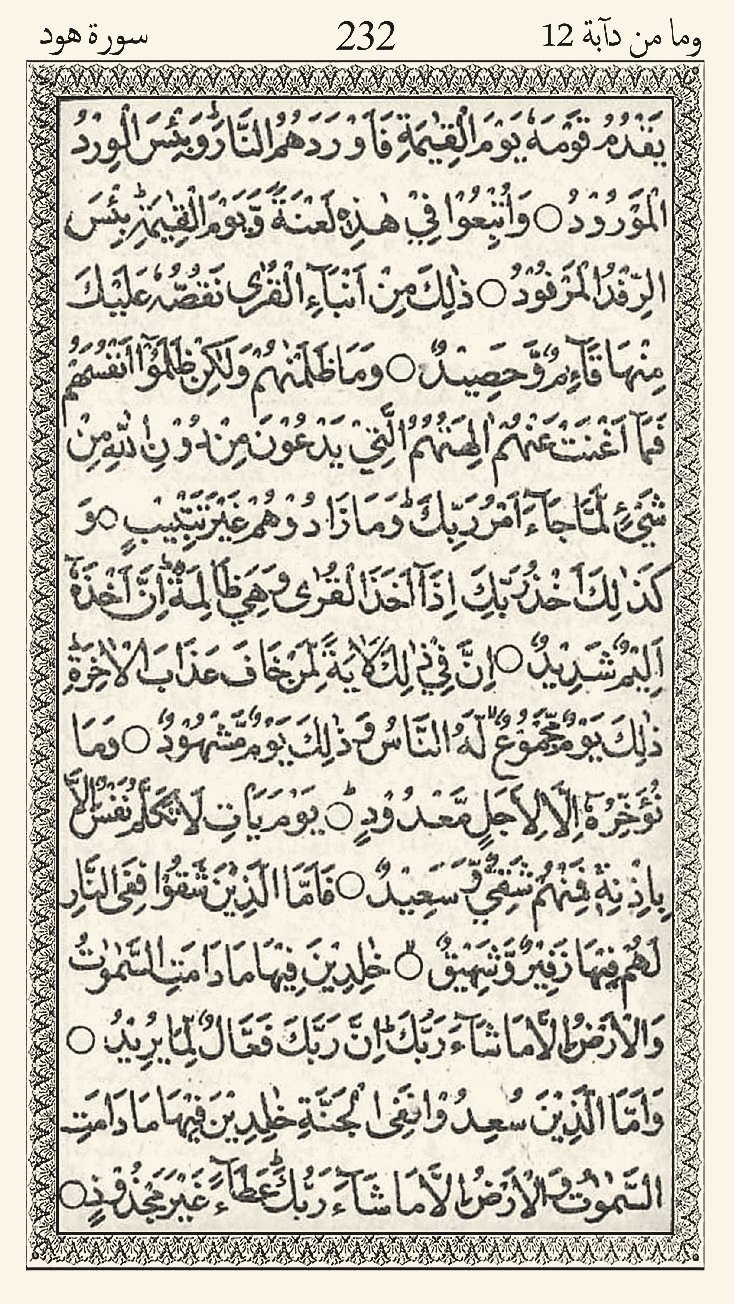 وما من دآبة 12 232 سورة هود
يَقْدُمُ قَوْمَهٗ يَوْمَ الْقِيٰمَةِ فَاَوْرَدَهُمُ النَّارَ ؕ وَبِئْسَ الْوِرْدُ
الْمَوْرُوْدُ ○ وَاُتْبِعُوْا فِيْ هٰذِهٖ لَعْنَةً وَّيَوْمَ الْقِيٰمَةِ ؕ بِئْسَ
الرِّفْدُ الْمَرْفُوْدُ ○ ذٰلِكَ مِنْ اَنْۢبَآءِ الْقُرٰى نَقُصُّهٗ عَلَيْكَ
مِنْهَا قَآئِمٌ وَّحَصِيْدٌ ○ وَمَا ظَلَمْنٰهُمْ وَلٰكِنْ ظَلَمُوْۤا اَنْفُسَهُمْ
فَمَاۤ اَغْنَتْ عَنْهُمْ اٰلِهَتُهُمُ الَّتِيْ يَدْعُوْنَ مِنْ دُوْنِ اللّٰهِ مِنْ
شَيْءٍ لَّمَّا جَآءَ اَمْرُ رَبِّكَ ؕ وَمَا زَادُوْهُمْ غَيْرَ تَتْبِيْبٍ ○ وَ
كَذٰلِكَ اَخْذُ رَبِّكَ اِذَاۤ اَخَذَ الْقُرٰى وَهِيَ ظَالِمَةٌ ؕ اِنَّ اَخْذَهٗۤ
اَلِيْمٌ شَدِيْدٌ ○ اِنَّ فِيْ ذٰلِكَ لَاٰيَةً لِّمَنْ خَافَ عَذَابَ الْاٰخِرَةِ ؕ
ذٰلِكَ يَوْمٌ مَّجْمُوْعٌ ۙ لَّهُ النَّاسُ وَذٰلِكَ يَوْمٌ مَّشْهُوْدٌ ○ وَمَا
نُؤَخِّرُهٗۤ اِلَّا لِاَجَلٍ مَّعْدُوْدٍ ○ؕ يَوْمَ يَاْتِ لَا تَكَلَّمُ نَفْسٌ اِلَّا
بِاِذْنِهٖ ۚ فَمِنْهُمْ شَقِيٌّ وَّسَعِيْدٌ ○ فَاَمَّا الَّذِيْنَ شَقُوْا فَفِى النَّارِ
لَهُمْ فِيْهَا زَفِيْرٌ وَّشَهِيْقٌ ○ۙ خٰلِدِيْنَ فِيْهَا مَا دَامَتِ السَّمٰوٰتُ
وَالْاَرْضُ اِلَّا مَا شَآءَ رَبُّكَ ؕ اِنَّ رَبَّكَ فَعَّالٌ لِّمَا يُرِيْدُ ○
وَاَمَّا الَّذِيْنَ سُعِدُوْا فَفِى الْجَنَّةِ خٰلِدِيْنَ فِيْهَا مَا دَامَتِ
السَّمٰوٰتُ وَالْاَرْضُ اِلَّا مَا شَآءَ رَبُّكَ ؕ عَطَآءً غَيْرَ مَجْذُوْذٍ ○